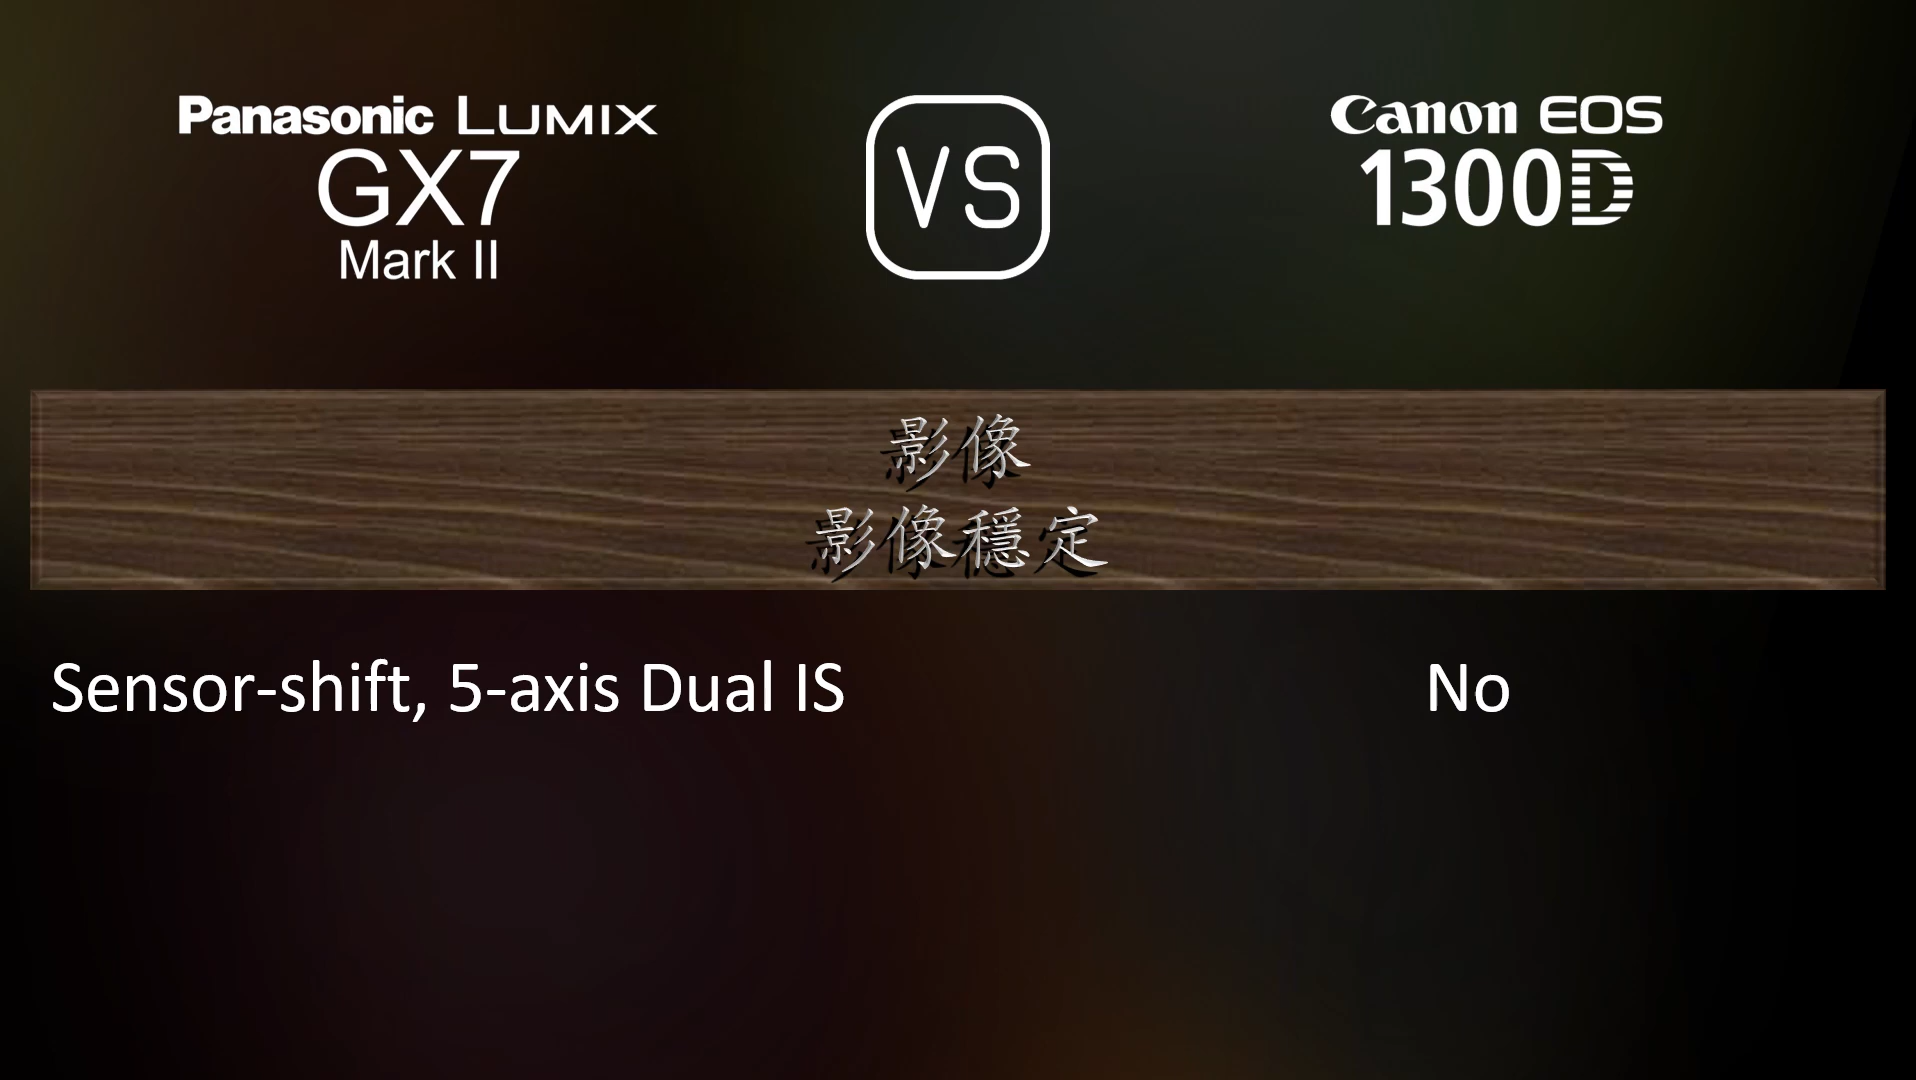 Panasonic LUMIX
GX7
Mark II
VS
Canon EOS
1300D
影像
影像穩定
Sensor-shift, 5-axis Dual IS
No